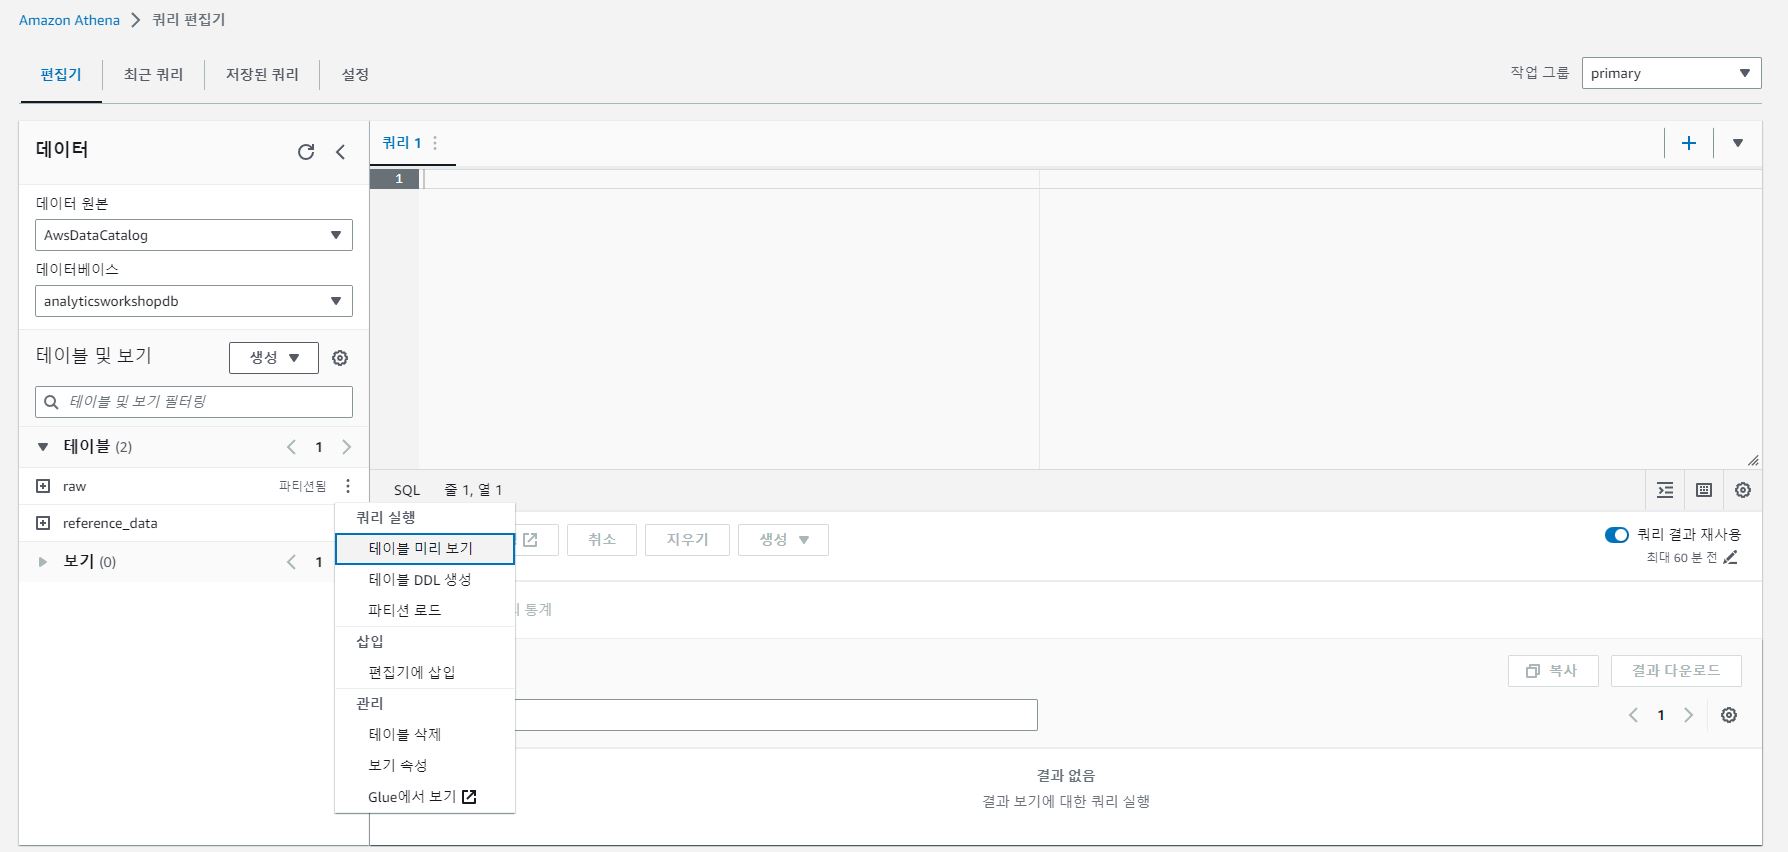 Amazon Athena > 쿼리 편집기
편집기 최근 쿼리 저장된 쿼리 설정
작업 그룹 primary
데이터
데이터 원본
AwsDataCatalog
데이터베이스
analyticsworkshopdb
테이블 및 보기 생성
테이블 및 보기 필터링
테이블 (2) 1
raw 파티션됨
reference_data
보기 (0) 1
쿼리 1
1
SQL 줄 1, 열 1
쿼리 실행
테이블 미리 보기
테이블 DDL 생성
파티션 로드
삽입
편집기에 삽입
관리
테이블 삭제
보기 속성
Glue에서 보기
취소 지우기 생성
쿼리 결과 재사용
최대 60 분 전
통계
복사 결과 다운로드
1
결과 없음
결과 보기에 대한 쿼리 실행